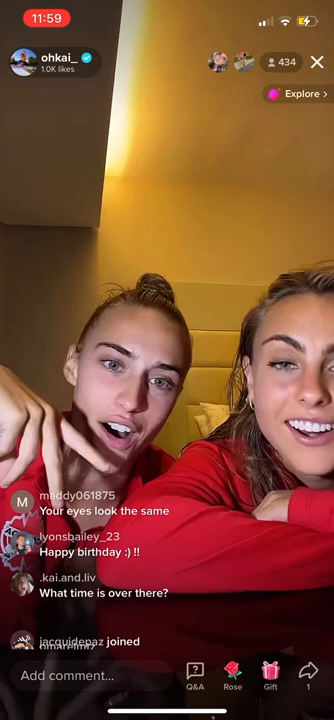 11:59
ohkai_
1.0K likes
434
Explore >
M
maddy061875
Your eyes look the same
lyonsbailey_23
Happy birthday :) !!
.kai.and.liv
What time is over there?
jacquidepaz joined
Add comment...
Q&A
Rose
Gift
1